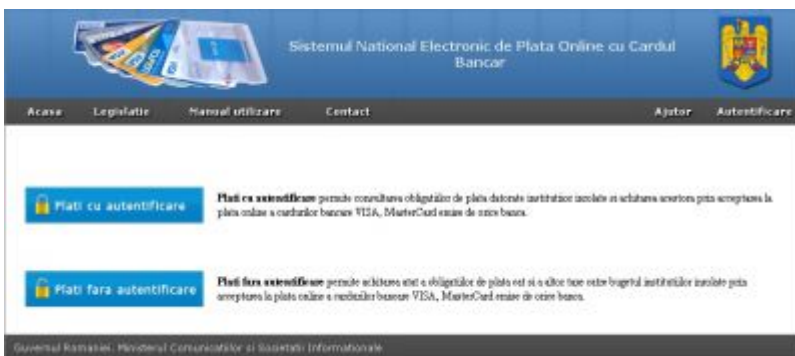 Sistemul National Electronic de Plata Online cu Cardul
Bancar
Acasa Legislatie Manual utilizare Contact Ajutor Autentificare
Plati cu autentificare
Plati cu autentificare permite consultarea obligatiilor de plata datorate institutiilor inrolate si achitarea acestora prin acceptarea la
plata online a cardurilor bancare VISA, MasterCard emise de orice banca.
Plati fara autentificare
Plati fara autentificare permite achitarea atat a obligatiilor de plata cat si a altor taxe catre bugetul institutiilor inrolate prin
acceptarea la plata online a cardurilor bancare VISA, MasterCard emise de orice banca.
Guvernul Romaniei. Ministerul Comunicatiilor si Societatii Informationale